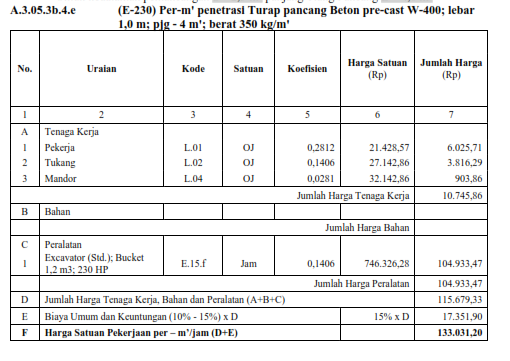 A.3.05.3b.4.e (E-230) Per-m' penetrasi Turap pancang Beton pre-cast W-400; lebar
1,0 m; pjg - 4 m'; berat 350 kg/m'
No. Uraian Kode Satuan Koefisien Harga Satuan (Rp) Jumlah Harga (Rp)
1 2 3 4 5 6 7
A Tenaga Kerja
1 Pekerja L.01 OJ 0,2812 21.428,57 6.025,71
2 Tukang L.02 OJ 0,1406 27.142,86 3.816,29
3 Mandor L.04 OJ 0,0281 32.142,86 903,86
Jumlah Harga Tenaga Kerja 10.745,86
B Bahan
Jumlah Harga Bahan
C Peralatan
1 Excavator (Std.); Bucket 1,2 m3; 230 HP E.15.f Jam 0,1406 746.326,28 104.933,47
Jumlah Harga Peralatan 104.933,47
D Jumlah Harga Tenaga Kerja, Bahan dan Peralatan (A+B+C) 115.679,33
E Biaya Umum dan Keuntungan (10% - 15%) x D 15% x D 17.351,90
F Harga Satuan Pekerjaan per – m'/jam (D+E) 133.031,20